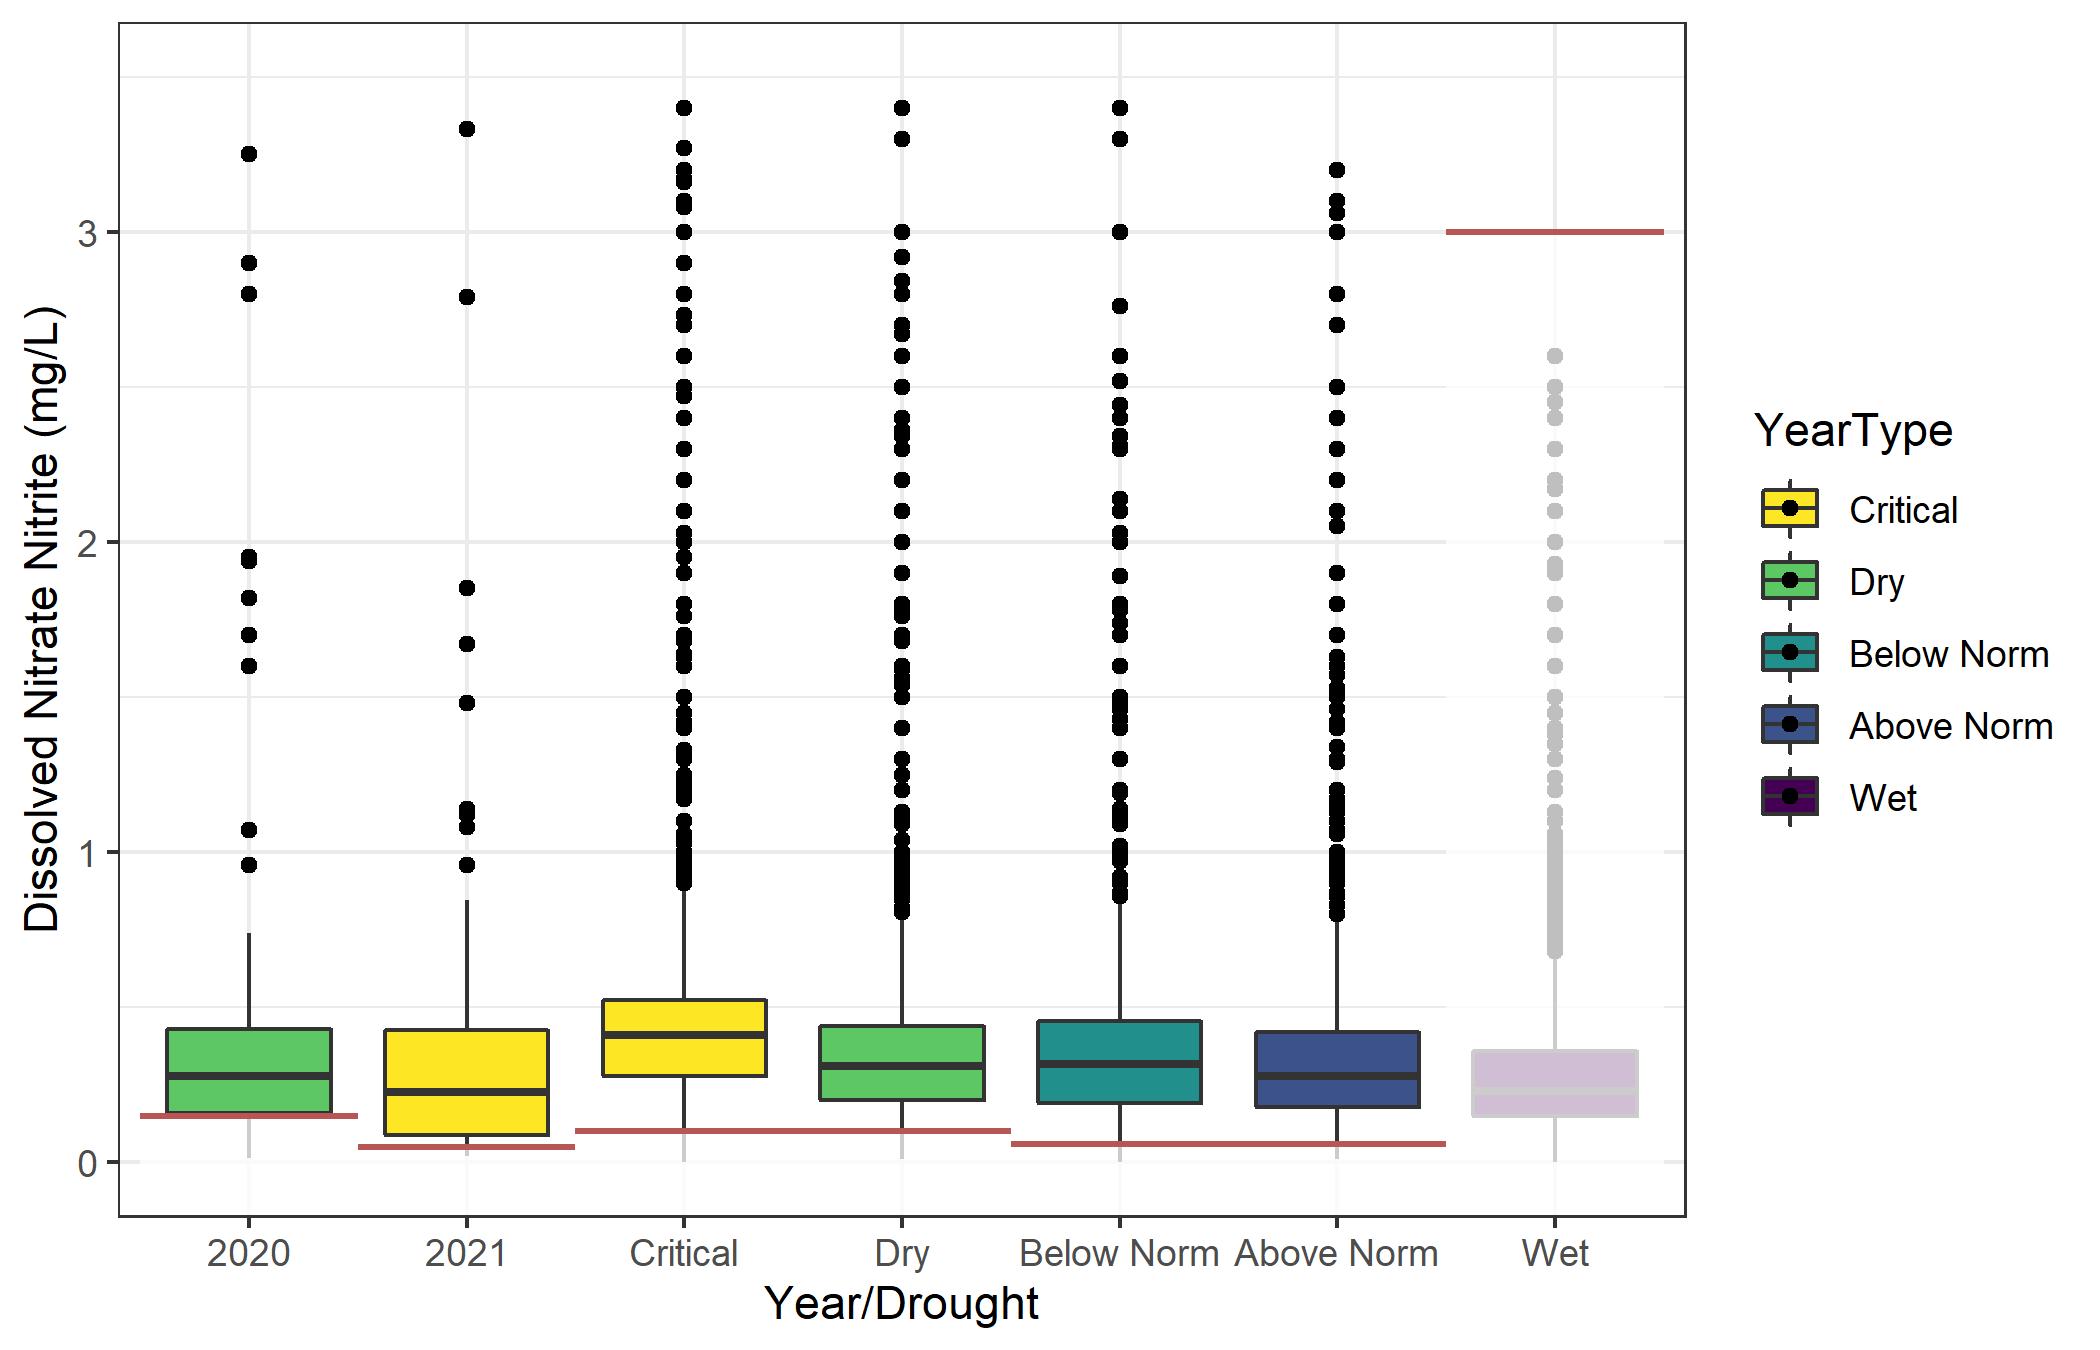 Dissolved Nitrate Nitrite (mg/L)
3
2
1
0
2020 2021 Critical Dry Below Norm Above Norm Wet
Year/Drought
YearType
Critical
Dry
Below Norm
Above Norm
Wet